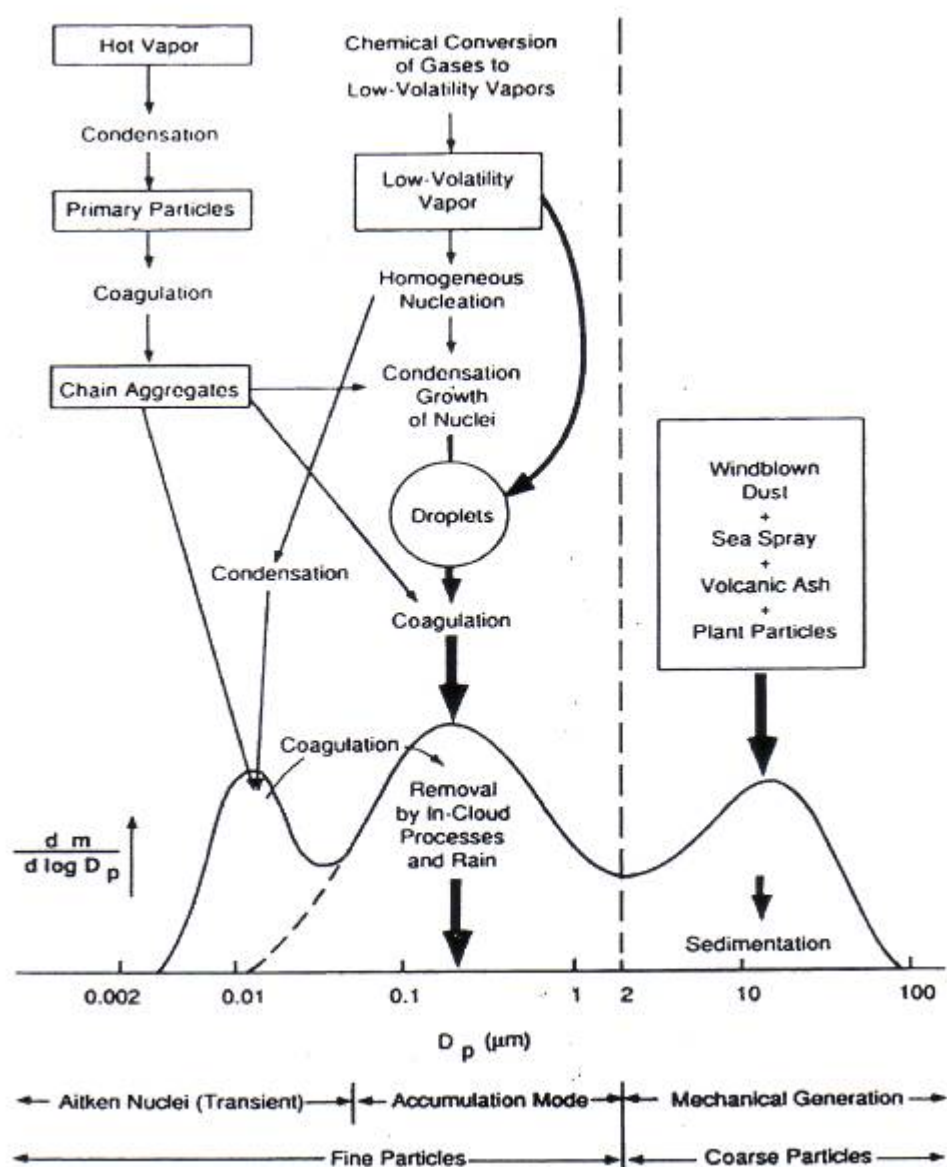 Hot Vapor
Condensation
Primary Particles
Coagulation
Chain Aggregates
Chemical Conversion
of Gases to
Low-Volatility Vapors
Low-Volatility
Vapor
Homogeneous
Nucleation
Condensation
Growth
of Nuclei
Droplets
Condensation
Coagulation
Windblown
Dust
+
Sea Spray
+
Volcanic Ash
+
Plant Particles
Coagulation
Removal
by In-Cloud
Processes
and Rain
Sedimentation
d m
d log D p
0.002 0.01 0.1 1 2 10 100
D p (μm)
Aitken Nuclei (Transient) Accumulation Mode Mechanical Generation
Fine Particles Coarse Particles